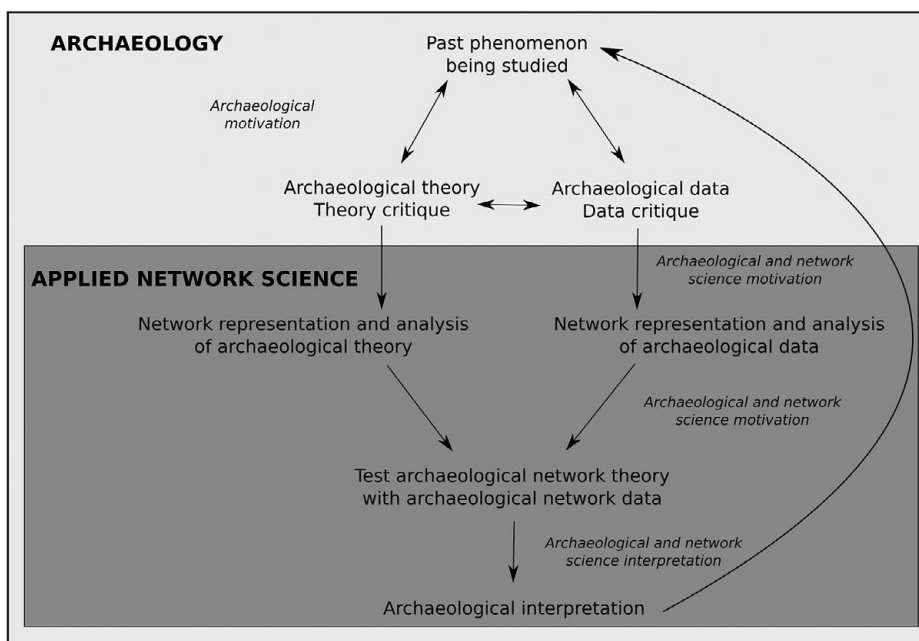 ARCHAEOLOGY
Past phenomenon
being studied
Archaeological
motivation
Archaeological theory
Theory critique
Archaeological data
Data critique
APPLIED NETWORK SCIENCE
Archaeological and network
science motivation
Network representation and analysis
of archaeological theory
Network representation and analysis
of archaeological data
Archaeological and network
science motivation
Test archaeological network theory
with archaeological network data
Archaeological and network
science interpretation
Archaeological interpretation